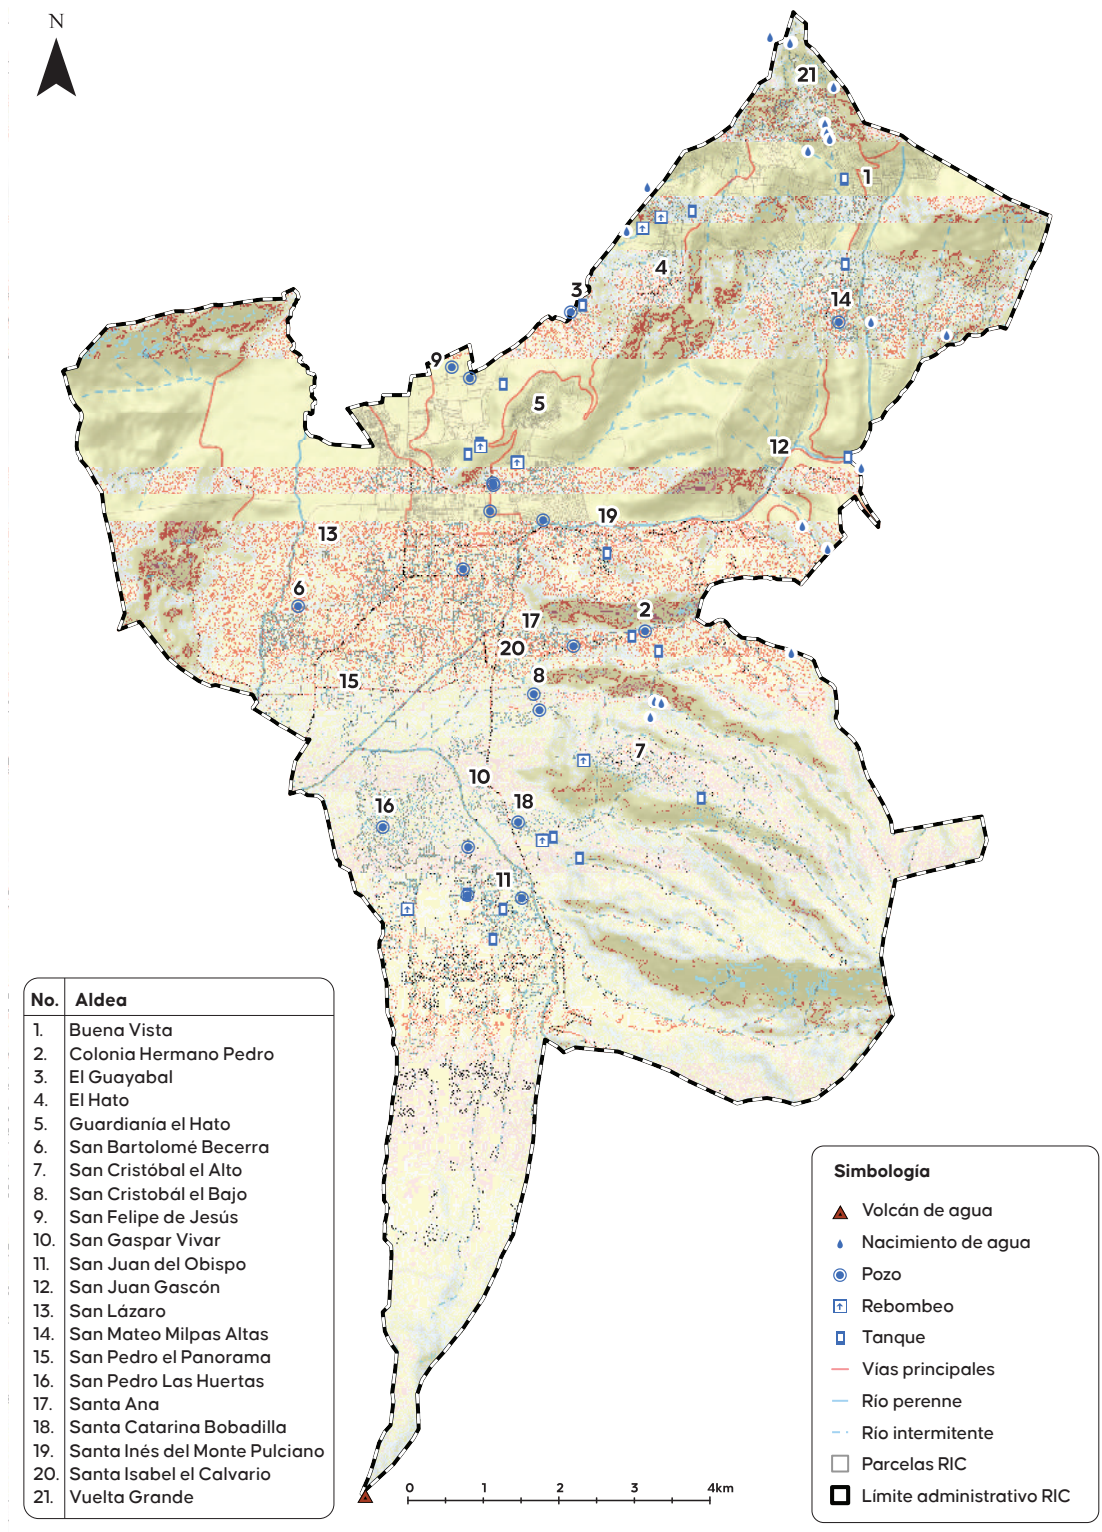 N
21
1
4
3
14
9
5
12
19
13
6
2
17
20
8
15
7
10
16
18
11
No. Aldea
1. Buena Vista
2. Colonia Hermano Pedro
3. El Guayabal
4. El Hato
5. Guardianía el Hato
6. San Bartolomé Becerra
7. San Cristóbal el Alto
8. San Cristobál el Bajo
9. San Felipe de Jesús
10. San Gaspar Vivar
11. San Juan del Obispo
12. San Juan Gascón
13. San Lázaro
14. San Mateo Milpas Altas
15. San Pedro el Panorama
16. San Pedro Las Huertas
17. Santa Ana
18. Santa Catarina Bobadilla
19. Santa Inés del Monte Pulciano
20. Santa Isabel el Calvario
21. Vuelta Grande
Simbología
Volcán de agua
Nacimiento de agua
Pozo
Rebombeo
Tanque
Vías principales
Río perenne
Río intermitente
Parcelas RIC
Límite administrativo RIC
0 1 2 3 4km